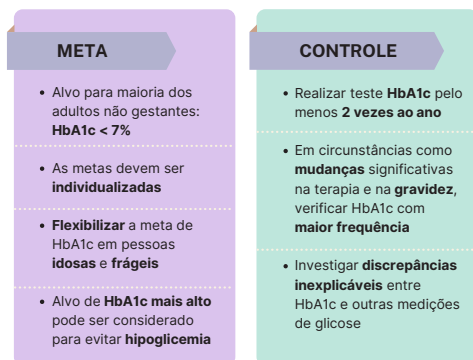 META
• Alvo para maioria dos
adultos não gestantes:
HbA1c < 7%
• As metas devem ser
individualizadas
• Flexibilizar a meta de
HbA1c em pessoas
idosas e frágeis
• Alvo de HbA1c mais alto
pode ser considerado
para evitar hipoglicemia
CONTROLE
• Realizar teste HbA1c pelo
menos 2 vezes ao ano
• Em circunstâncias como
mudanças significativas
na terapia e na gravidez,
verificar HbA1c com
maior frequência
• Investigar discrepâncias
inexplicáveis entre
HbA1c e outras medições
de glicose